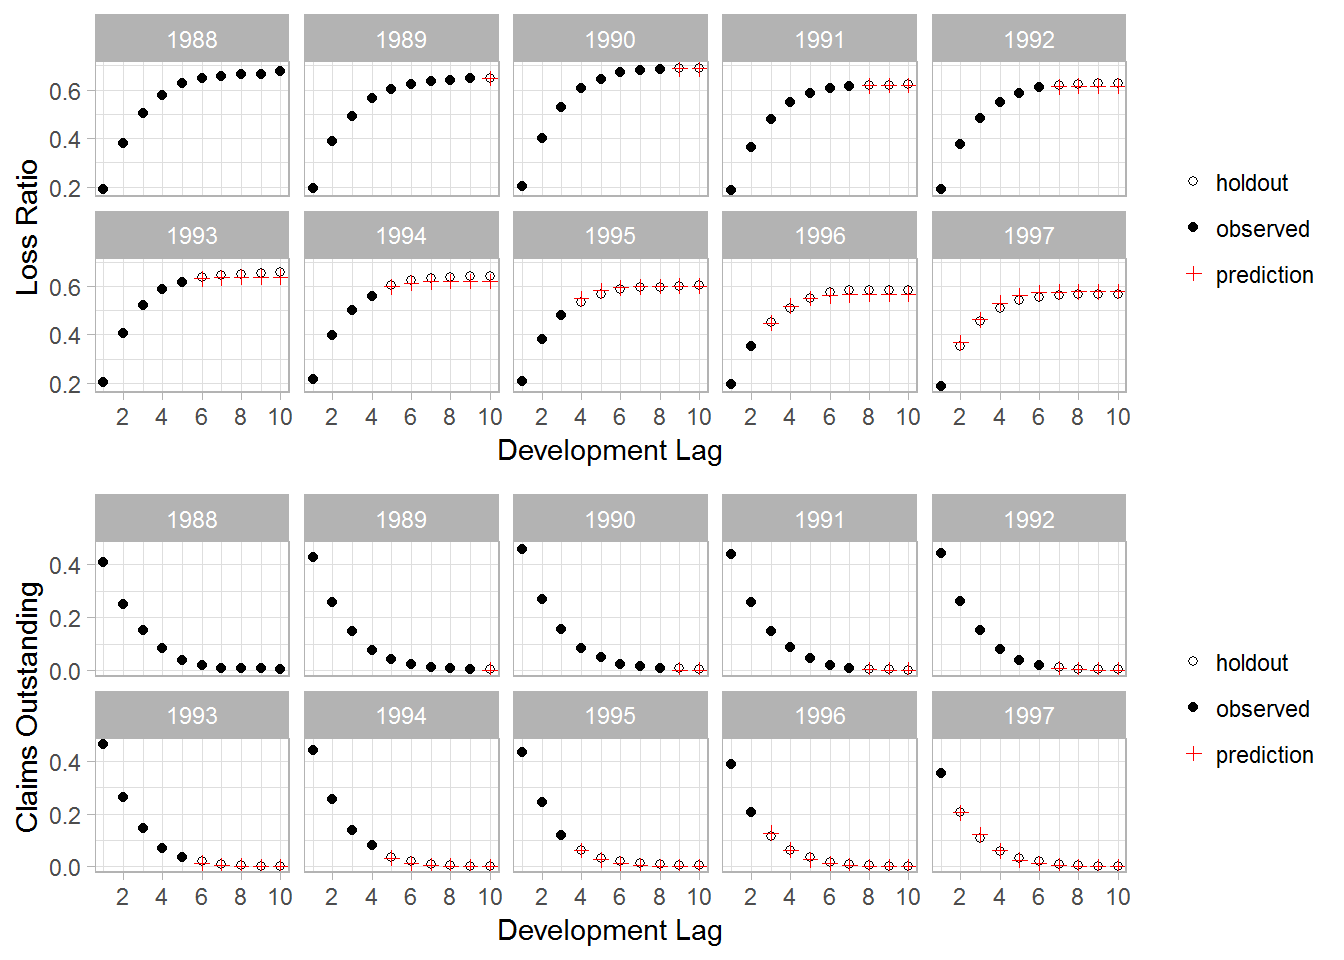 1988 1989 1990 1991 1992
0.6
0.4
0.2
Loss Ratio
holdout
observed
prediction
1993 1994 1995 1996 1997
0.6
0.4
0.2
2 4 6 8 10 2 4 6 8 10 2 4 6 8 10 2 4 6 8 10 2 4 6 8 10
Development Lag
1988 1989 1990 1991 1992
0.4
0.2
0.0
Claims Outstanding
holdout
observed
prediction
1993 1994 1995 1996 1997
0.4
0.2
0.0
2 4 6 8 10 2 4 6 8 10 2 4 6 8 10 2 4 6 8 10 2 4 6 8 10
Development Lag